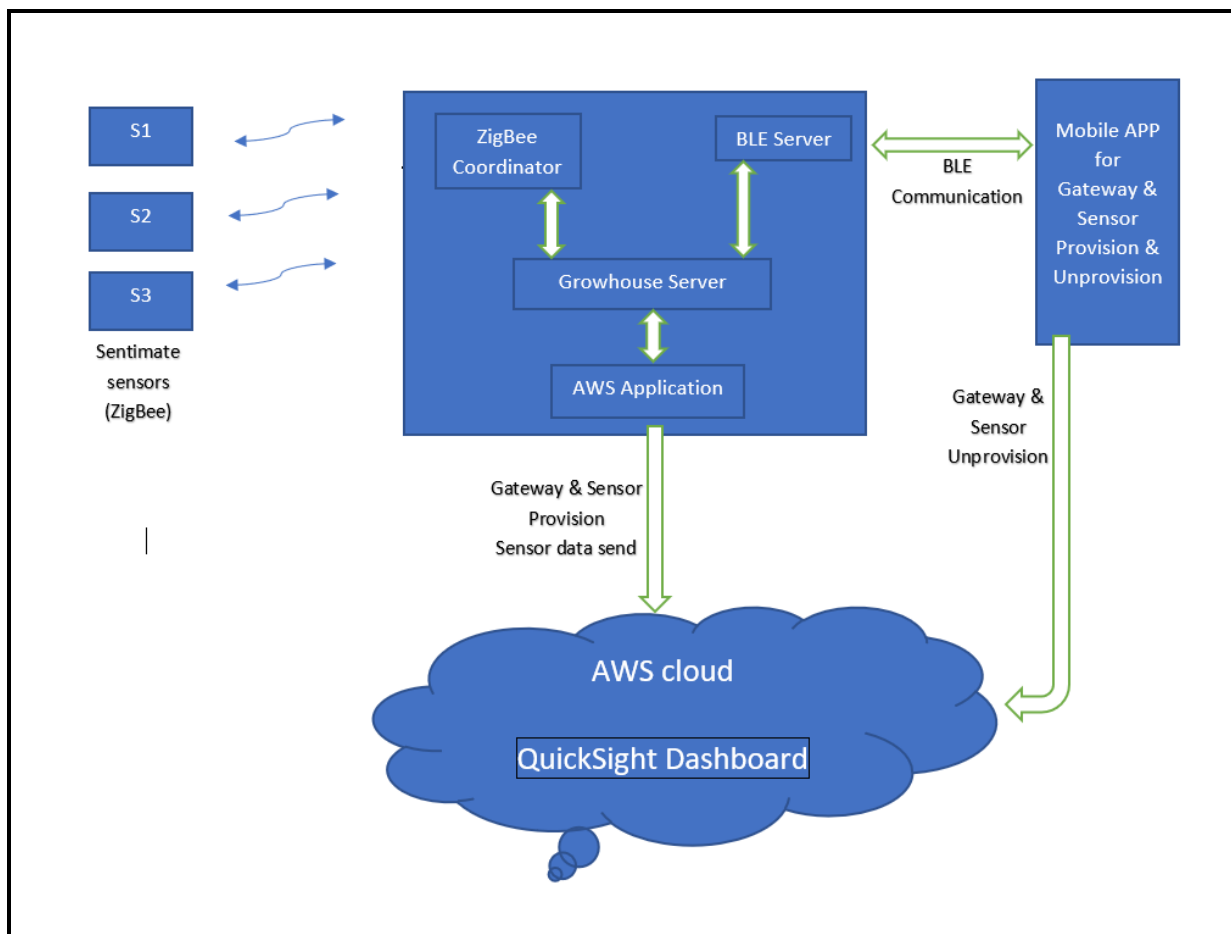 S1
S2
S3
Sentimate
sensors
(ZigBee)
ZigBee
Coordinator
BLE Server
Growhouse Server
AWS Application
BLE
Communication
Mobile APP
for
Gateway &
Sensor
Provision &
Unprovision
Gateway & Sensor
Provision
Sensor data send
Gateway &
Sensor
Unprovision
AWS cloud
QuickSight Dashboard